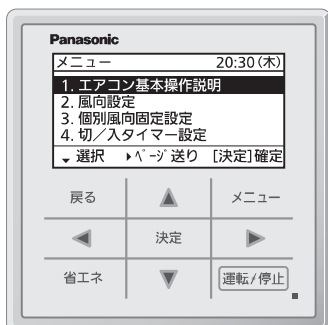 Panasonic
メニュー 20:30(木)
1. エアコン基本操作説明
2. 風向設定
3. 個別風向固定設定
4. 切/入タイマー設定
選択 ﾍﾟｰｼﾞ送り [決定]確定
戻る メニュー
決定
省エネ 運転/停止